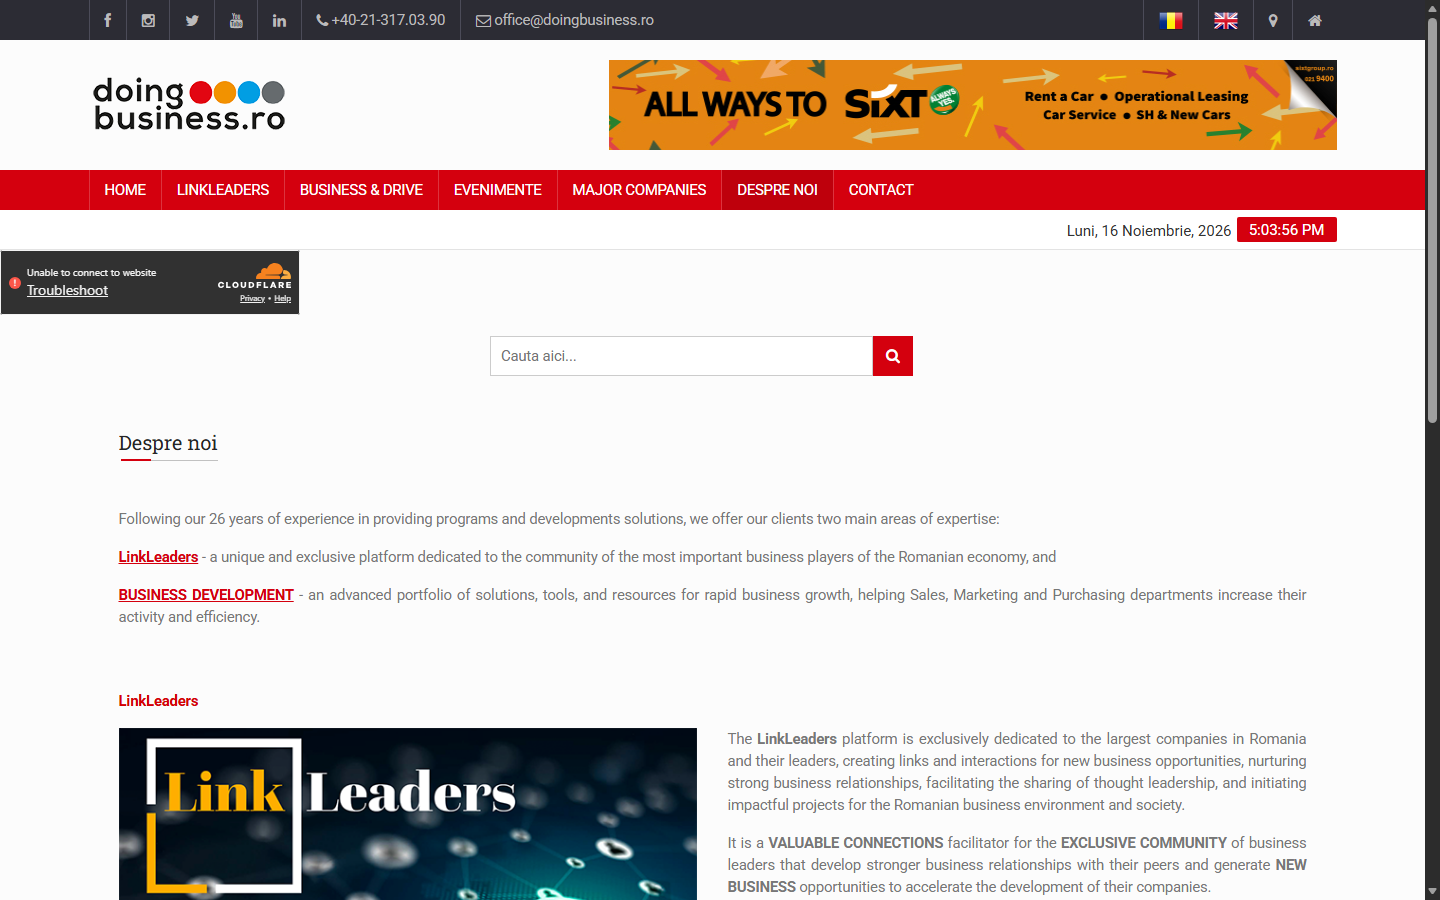 +40-21-317.03.90
office@doingbusiness.ro
doing
business.ro
ALL WAYS TO SIXT
ALWAYS YES.
Rent a Car • Operational Leasing
Car Service • SH & New Cars
sixtgroup.ro
021 9400
HOME
LINKLEADERS
BUSINESS & DRIVE
EVENIMENTE
MAJOR COMPANIES
DESPRE NOI
CONTACT
Luni, 16 Noiembrie, 2026 5:03:56 PM
Unable to connect to website
Troubleshoot
CLOUDFLARE
Privacy • Help
Cauta aici...
Despre noi
Following our 26 years of experience in providing programs and developments solutions, we offer our clients two main areas of expertise:
LinkLeaders - a unique and exclusive platform dedicated to the community of the most important business players of the Romanian economy, and
BUSINESS DEVELOPMENT - an advanced portfolio of solutions, tools, and resources for rapid business growth, helping Sales, Marketing and Purchasing departments increase their
activity and efficiency.
LinkLeaders
Link Leaders
The LinkLeaders platform is exclusively dedicated to the largest companies in Romania
and their leaders, creating links and interactions for new business opportunities, nurturing
strong business relationships, facilitating the sharing of thought leadership, and initiating
impactful projects for the Romanian business environment and society.
It is a VALUABLE CONNECTIONS facilitator for the EXCLUSIVE COMMUNITY of business
leaders that develop stronger business relationships with their peers and generate NEW
BUSINESS opportunities to accelerate the development of their companies.